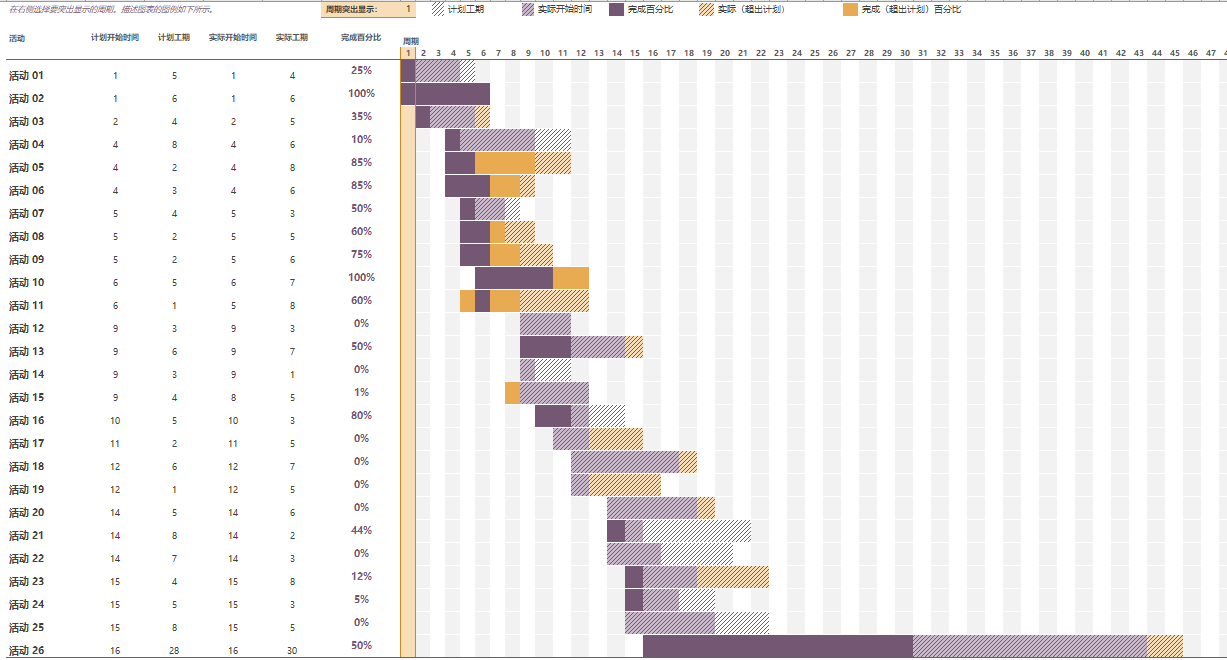 在右侧选择要突出显示的周期。描述图表的图例如下所示。 周期突出显示: 1 计划工期 实际开始时间 完成百分比 实际（超出计划） 完成（超出计划）百分比
活动 计划开始时间 计划工期 实际开始时间 实际工期 完成百分比 周期
1 2 3 4 5 6 7 8 9 10 11 12 13 14 15 16 17 18 19 20 21 22 23 24 25 26 27 28 29 30 31 32 33 34 35 36 37 38 39 40 41 42 43 44 45 46 47
活动 01 1 5 1 4 25%
活动 02 1 6 1 6 100%
活动 03 2 4 2 5 35%
活动 04 4 8 4 6 10%
活动 05 4 2 4 8 85%
活动 06 4 3 4 6 85%
活动 07 5 4 5 3 50%
活动 08 5 2 5 5 60%
活动 09 5 2 5 6 75%
活动 10 6 5 6 7 100%
活动 11 6 1 5 8 60%
活动 12 9 3 9 3 0%
活动 13 9 6 9 7 50%
活动 14 9 3 9 1 0%
活动 15 9 4 8 5 1%
活动 16 10 5 10 3 80%
活动 17 11 2 11 5 0%
活动 18 12 6 12 7 0%
活动 19 12 1 12 5 0%
活动 20 14 5 14 6 0%
活动 21 14 8 14 2 44%
活动 22 14 7 14 3 0%
活动 23 15 4 15 8 12%
活动 24 15 5 15 3 5%
活动 25 15 8 15 5 0%
活动 26 16 28 16 30 50%